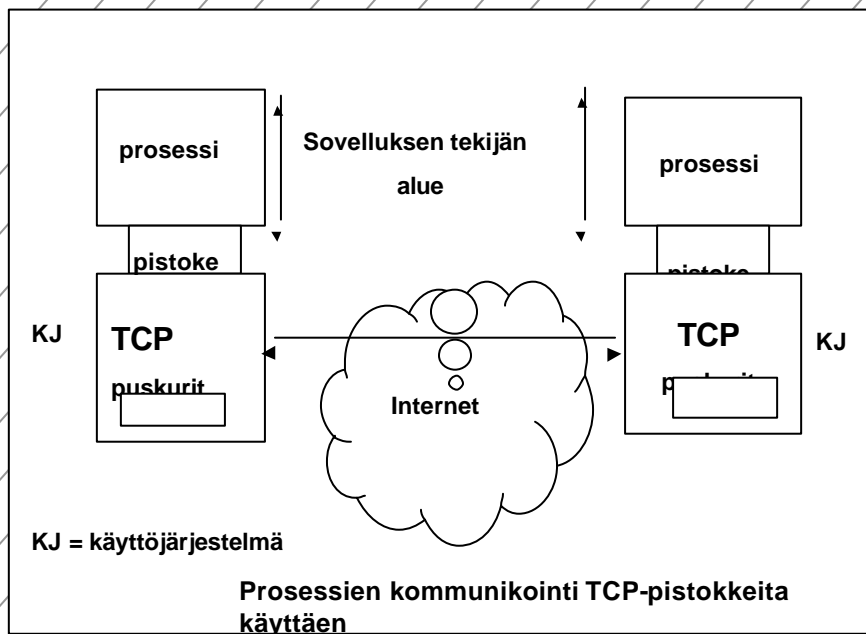 prosessi
Sovelluksen tekijän
alue
prosessi
pistoke
pistoke
KJ
TCP
puskurit
Internet
TCP
KJ
KJ = käyttöjärjestelmä
Prosessien kommunikointi TCP-pistokkeita
käyttäen